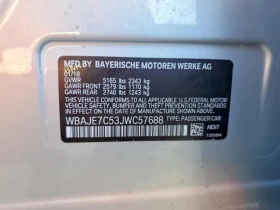 MFD BY BAYERISCHE MOTOREN WERKE AG
01/18
GVWR 5165 lbs 2343 kg
GAWR FRONT 2579 lbs 1170 kg
GAWR REAR 2740 lbs 1243 kg
THIS VEHICLE CONFORMS TO ALL APPLICABLE
U.S. FEDERAL MOTOR VEHICLE SAFETY, BUMPER, AND
THEFT PREVENTION STANDARDS IN EFFECT ON THE DATE
OF MANUFACTURE SHOWN ABOVE.
WBAJE7C53JWC57688
TYPE: PASSENGER CAR